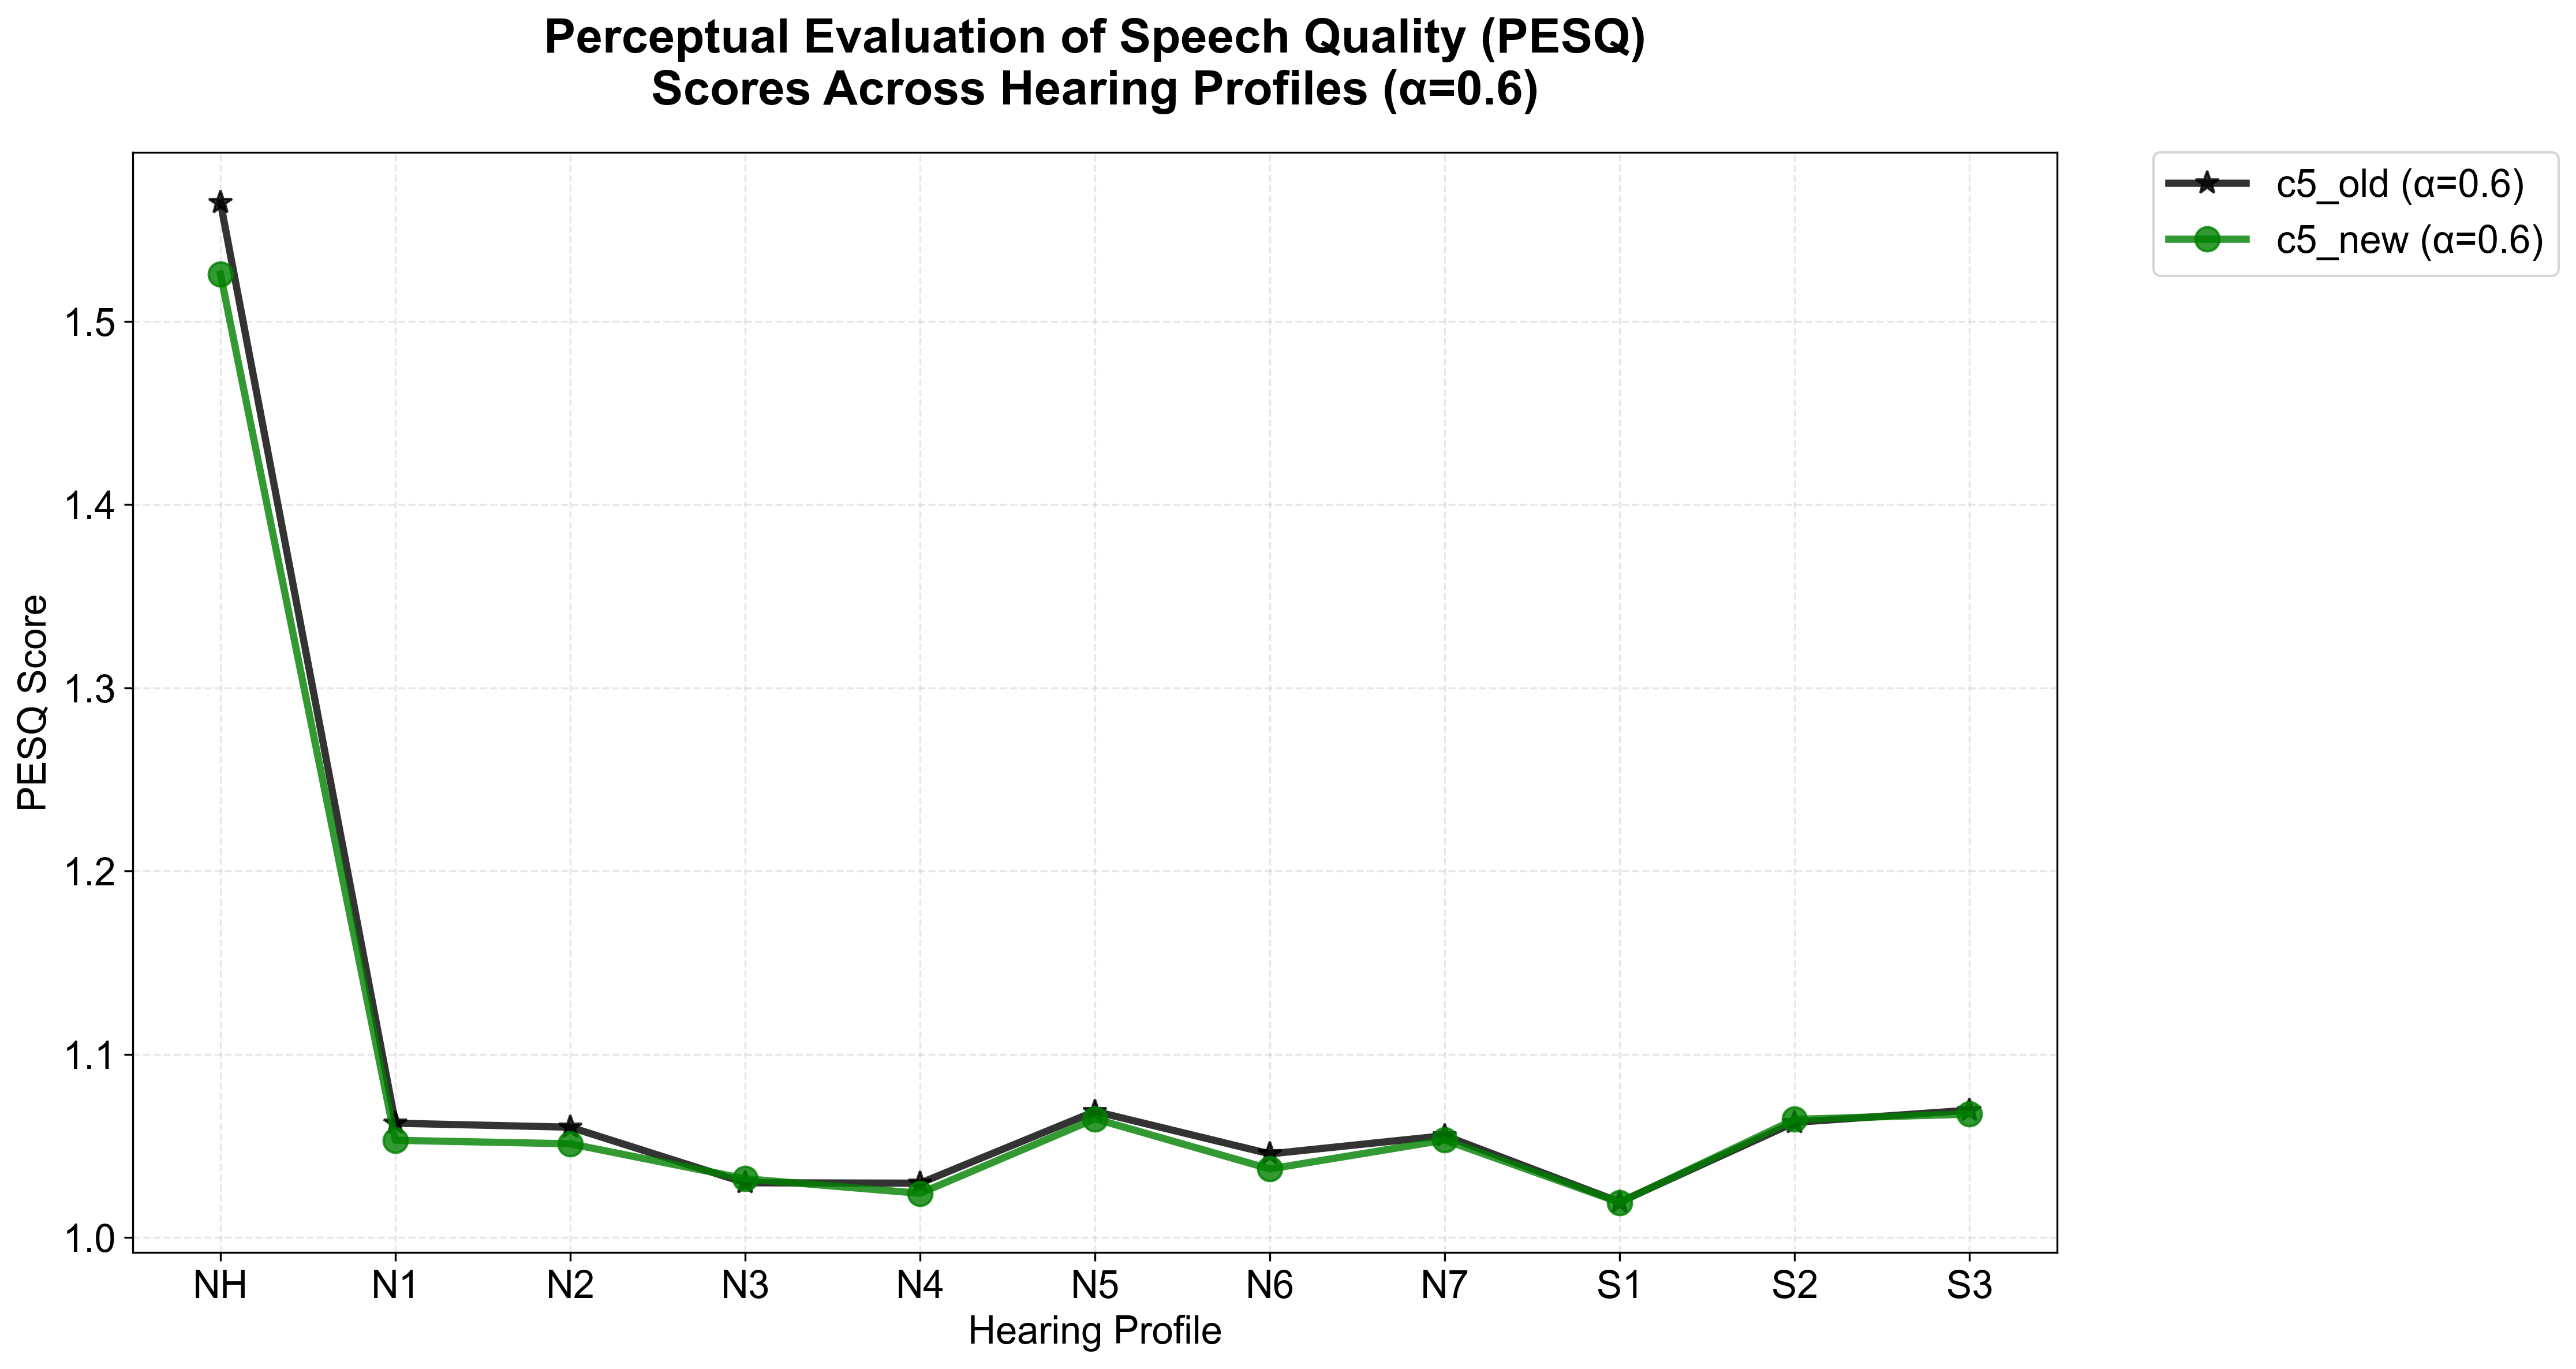 Perceptual Evaluation of Speech Quality (PESQ)
Scores Across Hearing Profiles (α=0.6)
c5_old (α=0.6)
c5_new (α=0.6)
PESQ Score
1.5
1.4
1.3
1.2
1.1
1.0
NH N1 N2 N3 N4 N5 N6 N7 S1 S2 S3
Hearing Profile